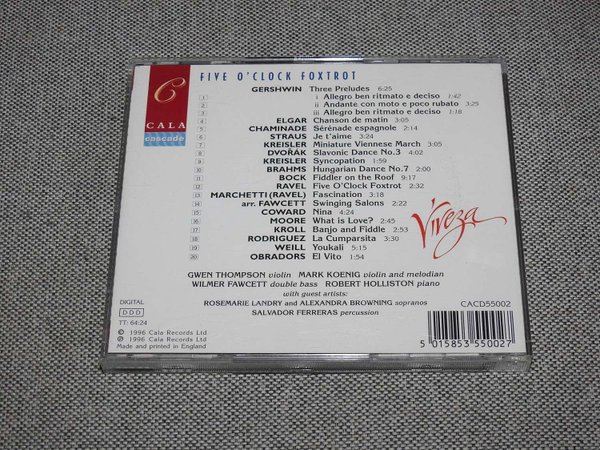 FIVE O'CLOCK FOXTROT
C
CALA
cascade
GERSHWIN Three Preludes 6:25
1 i Allegro ben ritmato e deciso 1:42
2 ii Andante con moto e poco rubato 3:25
3 iii Allegro ben ritmato e deciso 1:18
4 ELGAR Chanson de matin 3:05
5 CHAMINADE Sérénade espagnole 2:14
6 STRAUS Je t'aime 3:24
7 KREISLER Miniature Viennese March 3:05
8 DVOŘÁK Slavonic Dance No.3 4:02
9 KREISLER Syncopation 1:59
10 BRAHMS Hungarian Dance No.7 2:00
11 BOCK Fiddler on the Roof 9:17
12 RAVEL Five O'Clock Foxtrot 2:32
13 MARCHETTI (RAVEL) Fascination 3:18
14 arr. FAWCETT Swinging Salons 2:22
15 COWARD Nina 4:24
16 MOORE What is Love? 2:45
17 KROLL Banjo and Fiddle 2:53
18 RODRIGUEZ La Cumparsita 3:30
19 WEILL Youkali 5:15
20 OBRADORS El Vito 1:54
Viveza
GWEN THOMPSON violin MARK KOENIG violin and melodian
WILMER FAWCETT double bass ROBERT HOLLISTON piano
with guest artists:
ROSEMARIE LANDRY and ALEXANDRA BROWNING sopranos
SALVADOR FERRERAS percussion
DIGITAL
DDD
TT: 64:24
℗ 1996 Cala Records Ltd
© 1996 Cala Records Ltd
Made and printed in England
CACD55002
5 015853 550027